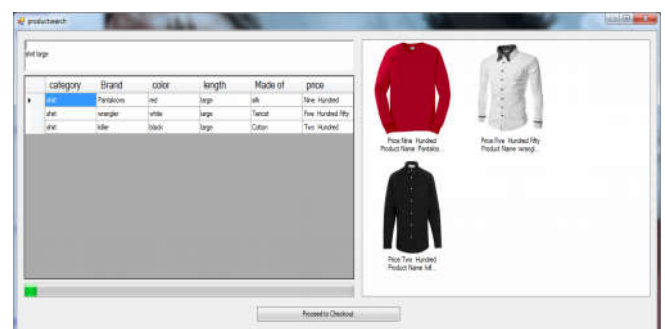 productsearch
shirt large
category Brand color length Made of price
shirt Pantaloons red large silk Nine Hundred
shirt wrangler white large Tencot Five Hundred Fifty
shirt killer black large Cotton Two Hundred
Price:Nine Hundred
Product Name :Pantaloo...
Price:Five Hundred Fifty
Product Name :wrangl...
Price:Two Hundred
Product Name :kill...
Proceed to Checkout